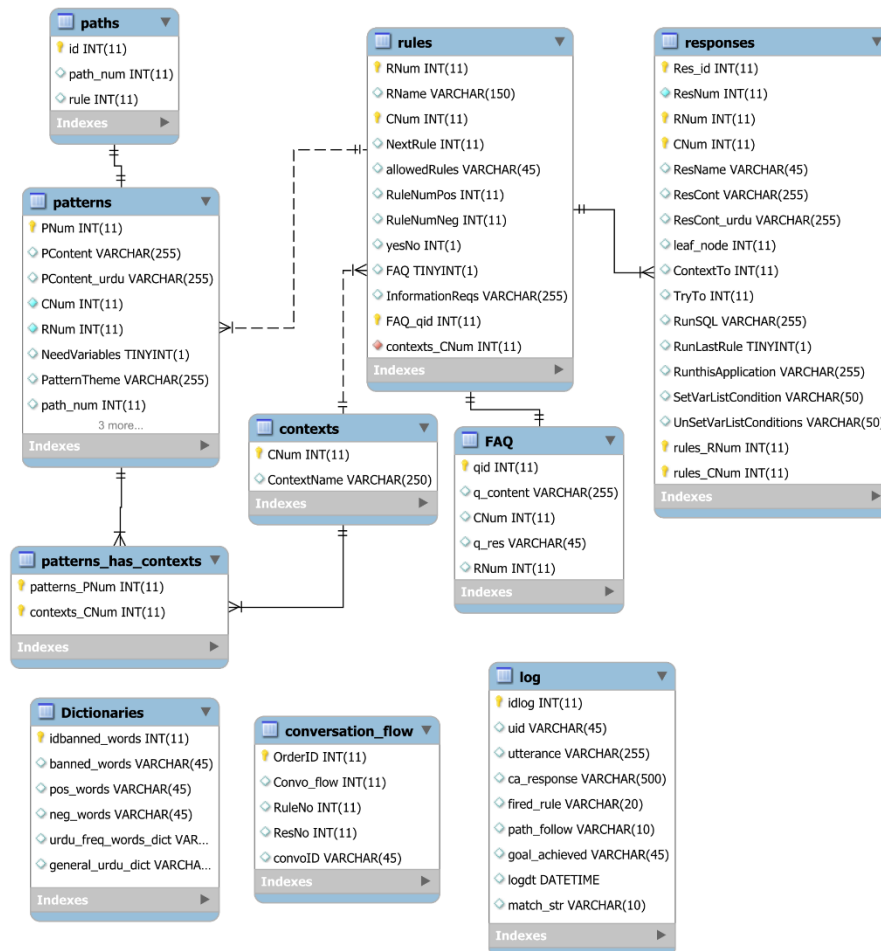 paths
id INT(11)
path_num INT(11)
rule INT(11)
Indexes
patterns
PNum INT(11)
PContent VARCHAR(255)
PContent_urdu VARCHAR(255)
CNum INT(11)
RNum INT(11)
NeedVariables TINYINT(1)
PatternTheme VARCHAR(255)
path_num INT(11)
3 more...
Indexes
patterns_has_contexts
patterns_PNum INT(11)
contexts_CNum INT(11)
Indexes
rules
RNum INT(11)
RName VARCHAR(150)
CNum INT(11)
NextRule INT(11)
allowedRules VARCHAR(45)
RuleNumPos INT(11)
RuleNumNeg INT(11)
yesNo INT(1)
FAQ TINYINT(1)
InformationReqs VARCHAR(255)
FAQ_qid INT(11)
contexts_CNum INT(11)
Indexes
contexts
CNum INT(11)
ContextName VARCHAR(250)
Indexes
FAQ
qid INT(11)
q_content VARCHAR(255)
CNum INT(11)
q_res VARCHAR(45)
RNum INT(11)
Indexes
responses
Res_id INT(11)
ResNum INT(11)
RNum INT(11)
CNum INT(11)
ResName VARCHAR(45)
ResCont VARCHAR(255)
ResCont_urdu VARCHAR(255)
leaf_node INT(11)
ContextTo INT(11)
TryTo INT(11)
RunSQL VARCHAR(255)
RunLastRule TINYINT(1)
RunthisApplication VARCHAR(255)
SetVarListCondition VARCHAR(50)
UnSetVarListConditions VARCHAR(50)
rules_RNum INT(11)
rules_CNum INT(11)
Indexes
Dictionaries
idbanned_words INT(11)
banned_words VARCHAR(45)
pos_words VARCHAR(45)
neg_words VARCHAR(45)
urdu_freq_words_dict VAR...
general_urdu_dict VARCHA...
Indexes
conversation_flow
OrderID INT(11)
Convo_flow INT(11)
RuleNo INT(11)
ResNo INT(11)
convoID VARCHAR(45)
Indexes
log
idlog INT(11)
uid VARCHAR(45)
utterance VARCHAR(255)
ca_response VARCHAR(500)
fired_rule VARCHAR(20)
path_follow VARCHAR(10)
goal_achieved VARCHAR(45)
logdt DATETIME
match_str VARCHAR(10)
Indexes